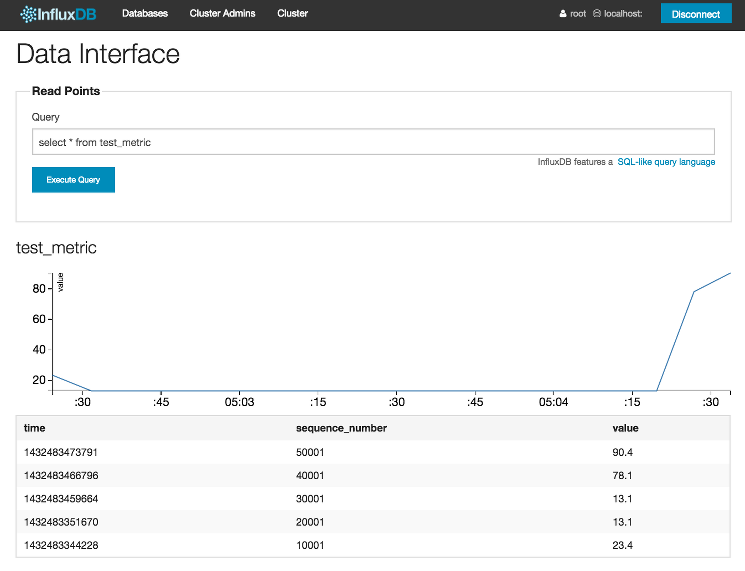 InfluxDB Databases Cluster Admins Cluster root localhost: Disconnect
Data Interface
Read Points
Query
select * from test_metric
InfluxDB features a SQL-like query language
Execute Query
test_metric
value
80
60
40
20
:30 :45 05:03 :15 :30 :45 05:04 :15 :30
time sequence_number value
1432483473791 50001 90.4
1432483466796 40001 78.1
1432483459664 30001 13.1
1432483351670 20001 13.1
1432483344228 10001 23.4